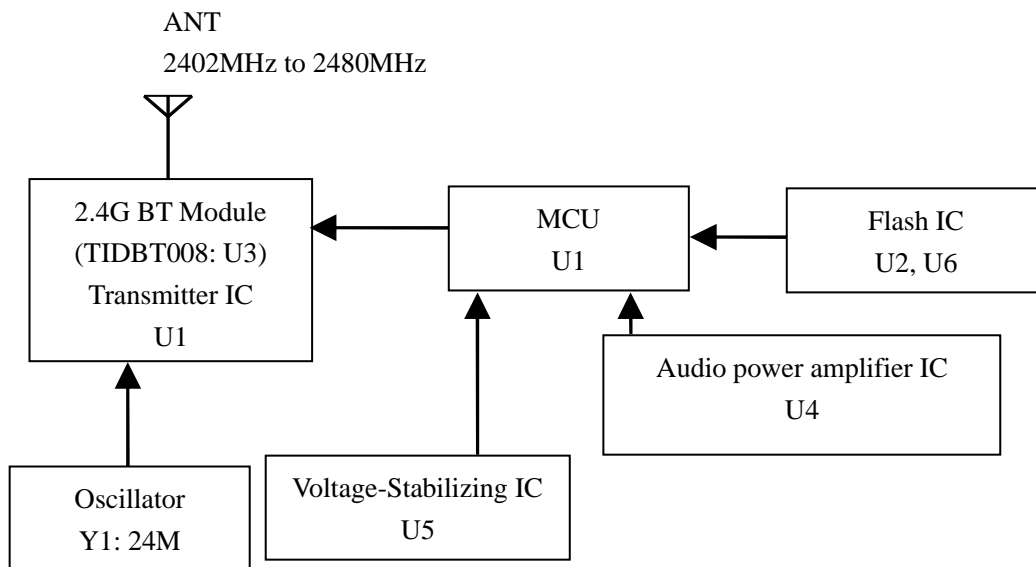 ANT
2402MHz to 2480MHz
2.4G BT Module
(TIDBT008: U3)
Transmitter IC
U1
MCU
U1
Flash IC
U2, U6
Audio power amplifier IC
U4
Voltage-Stabilizing IC
U5
Oscillator
Y1: 24M